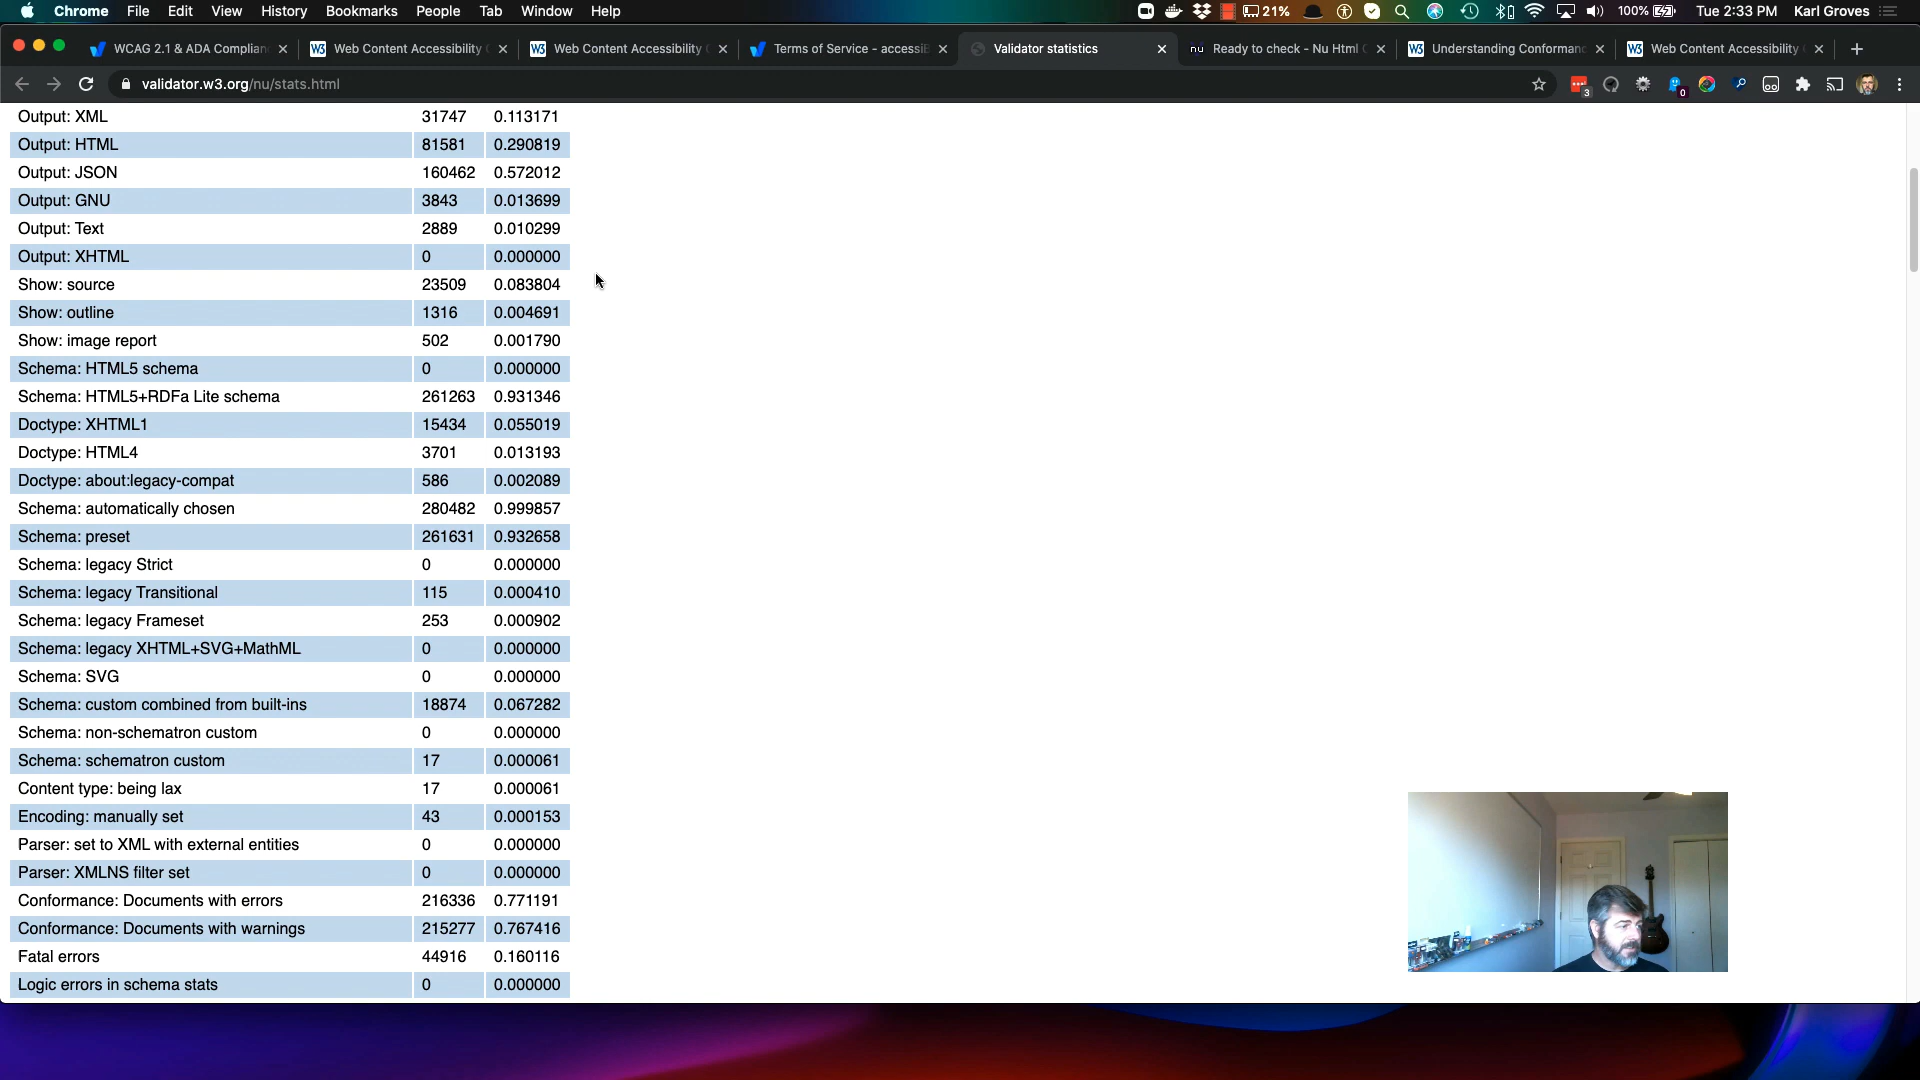 Chrome File Edit View History Bookmarks People Tab Window Help 21% 100% Tue 2:33 PM Karl Groves
WCAG 2.1 & ADA Complian Web Content Accessibility Web Content Accessibility Terms of Service - accessiB Validator statistics nu Ready to check - Nu Html C Understanding Conformanc Web Content Accessibility
validator.w3.org/nu/stats.html 3 0
Output: XML 31747 0.113171
Output: HTML 81581 0.290819
Output: JSON 160462 0.572012
Output: GNU 3843 0.013699
Output: Text 2889 0.010299
Output: XHTML 0 0.000000
Show: source 23509 0.083804
Show: outline 1316 0.004691
Show: image report 502 0.001790
Schema: HTML5 schema 0 0.000000
Schema: HTML5+RDFa Lite schema 261263 0.931346
Doctype: XHTML1 15434 0.055019
Doctype: HTML4 3701 0.013193
Doctype: about:legacy-compat 586 0.002089
Schema: automatically chosen 280482 0.999857
Schema: preset 261631 0.932658
Schema: legacy Strict 0 0.000000
Schema: legacy Transitional 115 0.000410
Schema: legacy Frameset 253 0.000902
Schema: legacy XHTML+SVG+MathML 0 0.000000
Schema: SVG 0 0.000000
Schema: custom combined from built-ins 18874 0.067282
Schema: non-schematron custom 0 0.000000
Schema: schematron custom 17 0.000061
Content type: being lax 17 0.000061
Encoding: manually set 43 0.000153
Parser: set to XML with external entities 0 0.000000
Parser: XMLNS filter set 0 0.000000
Conformance: Documents with errors 216336 0.771191
Conformance: Documents with warnings 215277 0.767416
Fatal errors 44916 0.160116
Logic errors in schema stats 0 0.000000